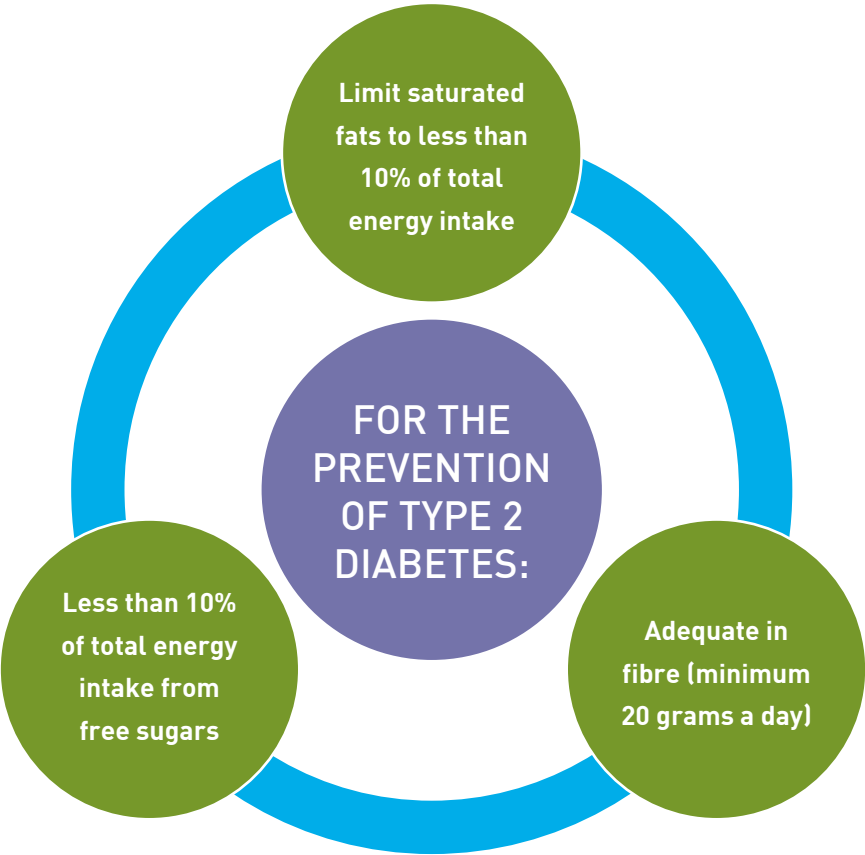 Limit saturated
fats to less than
10% of total
energy intake
FOR THE
PREVENTION
OF TYPE 2
DIABETES:
Less than 10%
of total energy
intake from
free sugars
Adequate in
fibre (minimum
20 grams a day)